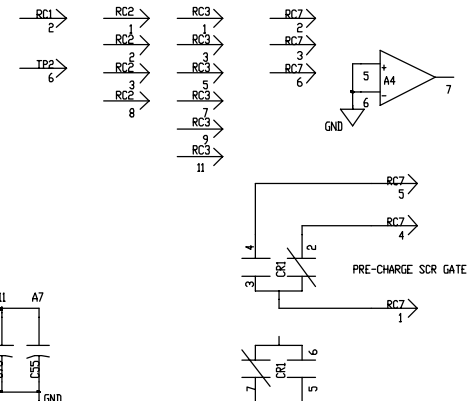 RC1
2
TP2
6
RC2
1
RC2
2
RC2
3
RC2
8
RC3
1
RC3
3
RC3
5
RC3
7
RC3
9
RC3
11
RC7
2
RC7
3
RC7
6
5
+
A4
-
6
7
GND
RC7
5
RC7
4
4
2
CR1
3
PRE-CHARGE SCR GATE
RC7
1
A7
C55
GND
6
CR1
7
5